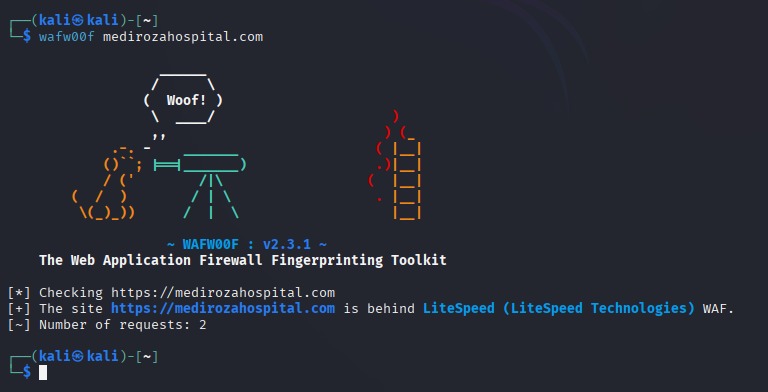 ┌──(kali㉿kali)-[~]
└─$ wafw00f medirozahospital.com
Woof!
~ WAFW00F : v2.3.1 ~
The Web Application Firewall Fingerprinting Toolkit
[*] Checking https://medirozahospital.com
[+] The site https://medirozahospital.com is behind LiteSpeed (LiteSpeed Technologies) WAF.
[~] Number of requests: 2
┌──(kali㉿kali)-[~]
└─$